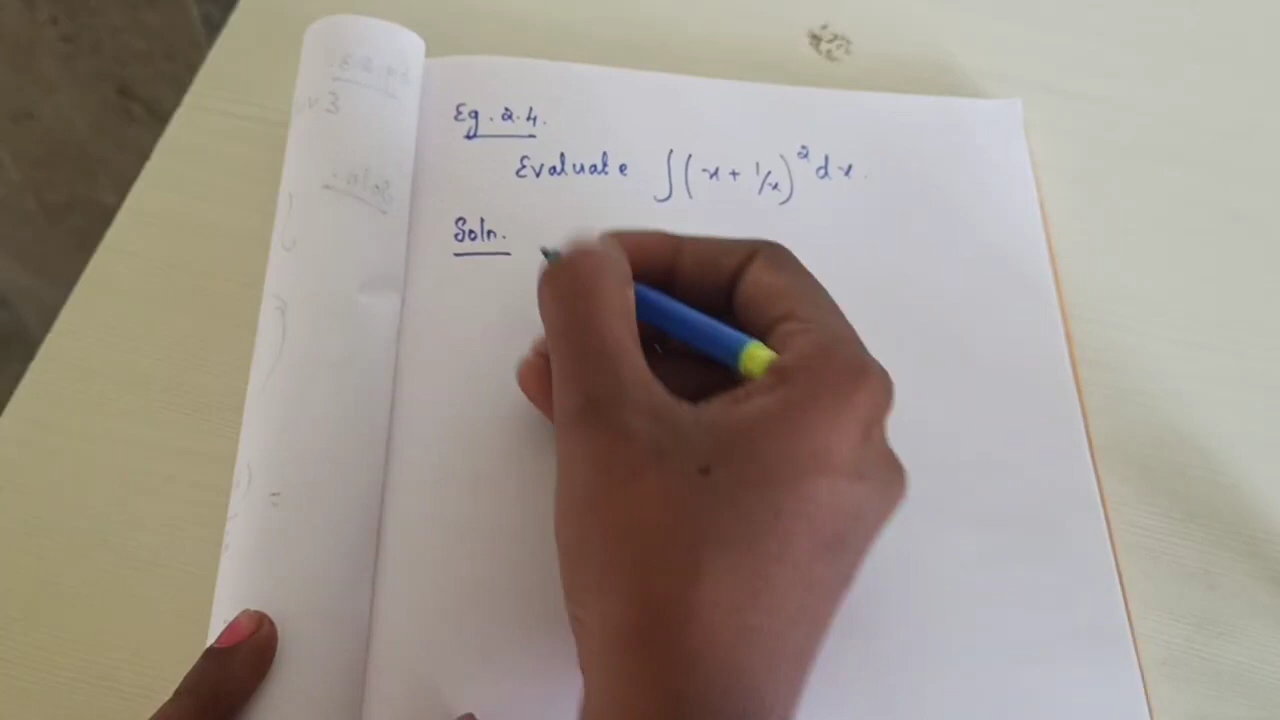 Eg. 2.4.
Evaluate ∫(x + 1/x)² dx.
Soln.